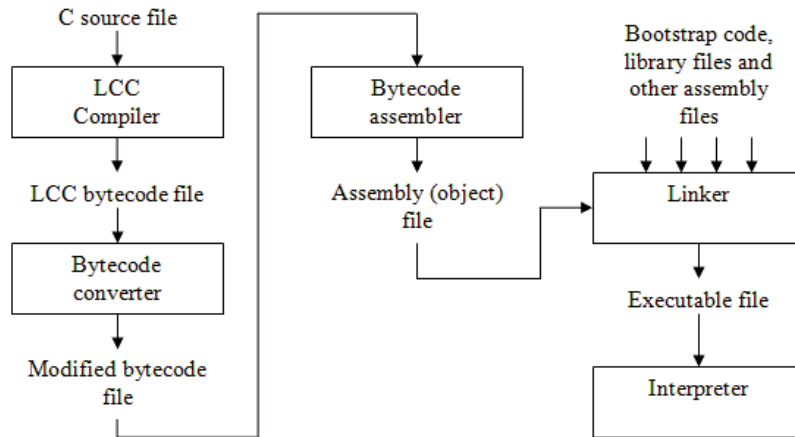 C source file
LCC
Compiler
LCC bytecode file
Bytecode
converter
Modified bytecode
file
Bytecode
assembler
Assembly (object)
file
Bootstrap code,
library files and
other assembly
files
Linker
Executable file
Interpreter